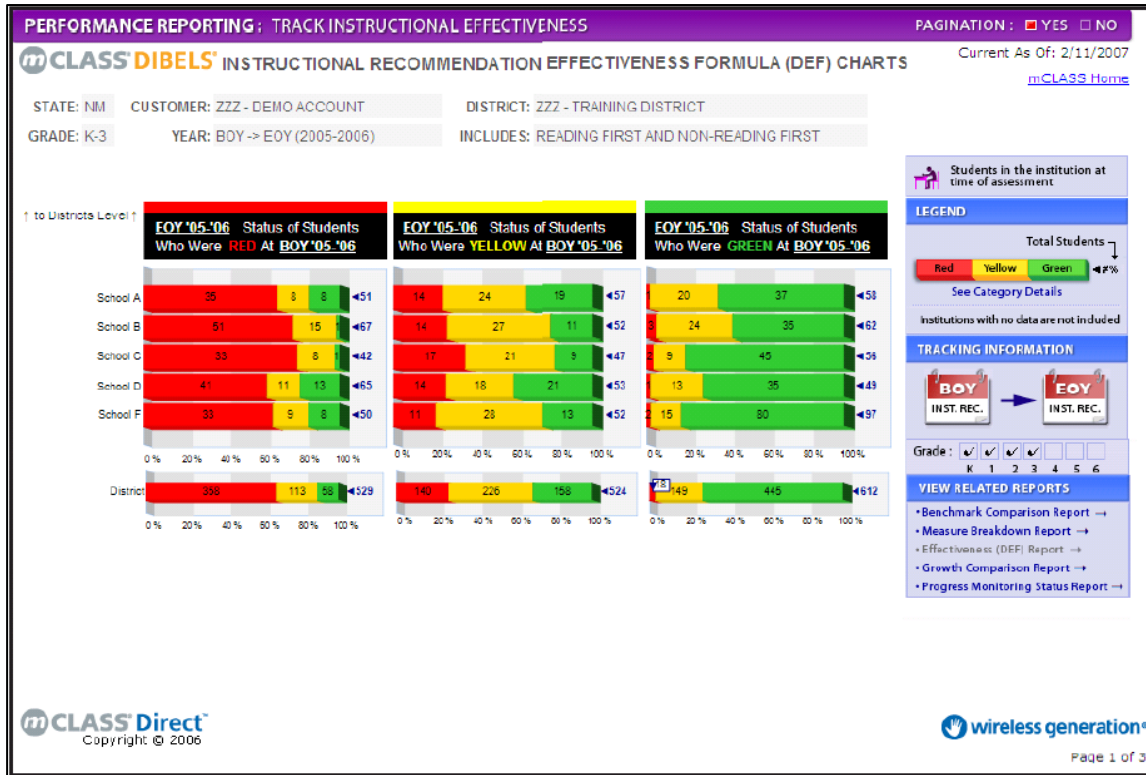 PERFORMANCE REPORTING: TRACK INSTRUCTIONAL EFFECTIVENESS PAGINATION: YES NO
mCLASS DIBELS INSTRUCTIONAL RECOMMENDATION EFFECTIVENESS FORMULA (DEF) CHARTS
Current As Of: 2/11/2007
mCLASS Home
STATE: NM CUSTOMER: ZZZ - DEMO ACCOUNT DISTRICT: ZZZ - TRAINING DISTRICT
GRADE: K-3 YEAR: BOY -> EOY (2005-2006) INCLUDES: READING FIRST AND NON-READING FIRST
↑ to Districts Level ↑
EOY '05-'06 Status of Students
Who Were RED At BOY '05-'06
EOY '05-'06 Status of Students
Who Were YELLOW At BOY '05-'06
EOY '05-'06 Status of Students
Who Were GREEN At BOY '05-'06
School A 35 8 8 51 14 24 19 57 1 20 37 58
School B 51 15 1 67 14 27 11 52 3 24 35 62
School C 33 8 1 42 17 21 9 47 2 9 45 56
School D 41 11 13 65 14 18 21 53 1 13 35 49
School F 33 9 8 50 11 28 13 52 2 15 80 97
0% 20% 40% 60% 80% 100% 0% 20% 40% 60% 80% 100% 0% 20% 40% 60% 80% 100%
District 358 113 58 529 140 226 158 524 18 149 445 612
0% 20% 40% 60% 80% 100% 0% 20% 40% 60% 80% 100% 0% 20% 40% 60% 80% 100%
Students in the institution at
time of assessment
LEGEND
Total Students
Red Yellow Green #%
See Category Details
Institutions with no data are not included
TRACKING INFORMATION
BOY EOY
INST. REC. INST. REC.
Grade:
K 1 2 3 4 5 6
VIEW RELATED REPORTS
• Benchmark Comparison Report →
• Measure Breakdown Report →
• Effectiveness (DEF) Report →
• Growth Comparison Report →
• Progress Monitoring Status Report →
mCLASS Direct™
Copyright © 2006
wireless generation®
Page 1 of 3